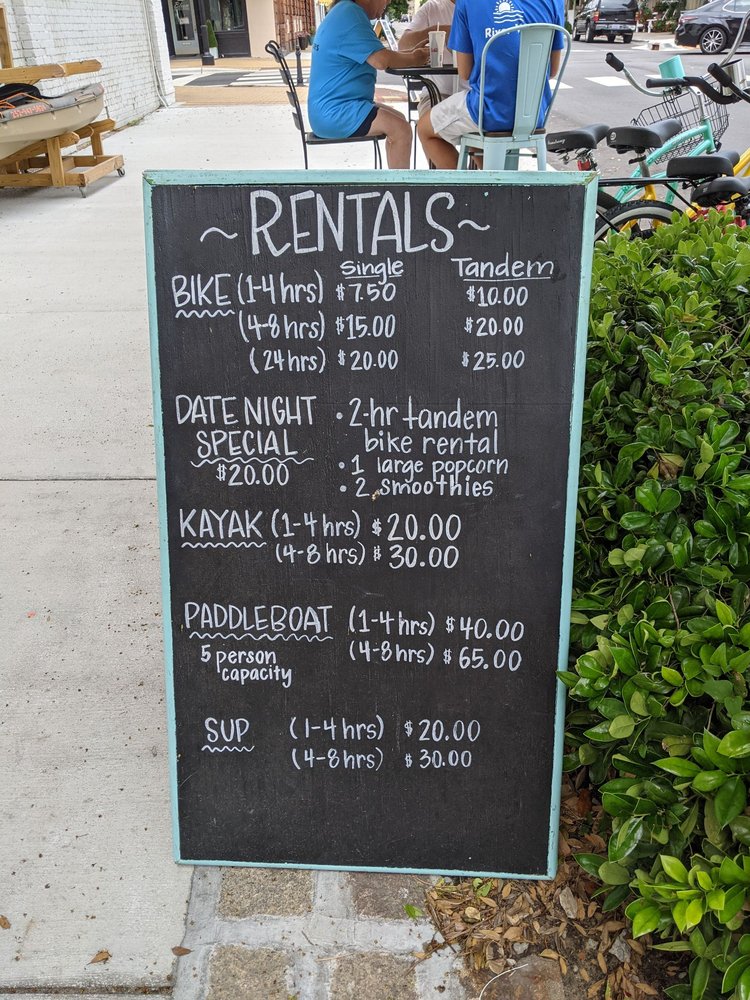 ~RENTALS~
Single Tandem
BIKE (1-4 hrs) $7.50 $10.00
(4-8 hrs) $15.00 $20.00
(24 hrs) $20.00 $25.00
DATE NIGHT SPECIAL $20.00
• 2-hr tandem
bike rental
• 1 large popcorn
• 2 smoothies
KAYAK (1-4 hrs) $20.00
(4-8 hrs) $30.00
PADDLEBOAT (1-4 hrs) $40.00
5 person capacity (4-8 hrs) $65.00
SUP (1-4 hrs) $20.00
(4-8 hrs) $30.00